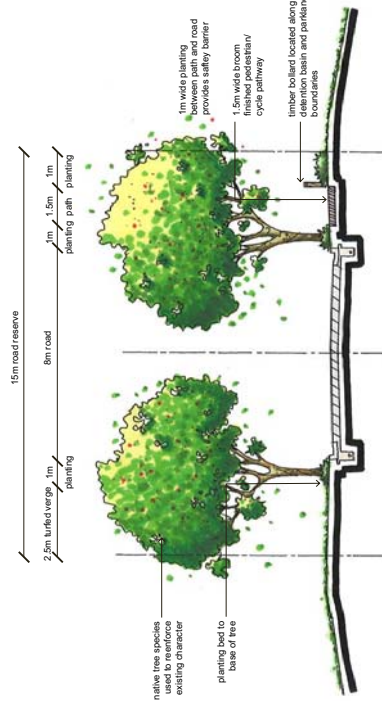 15m road reserve
2.5m turfed verge
1m
planting
8m road
1m
planting
1.5m
path
1m
planting
native tree species
used to reenforce
existing character
planting bed to
base of tree
1m wide planting
between path and road
provides saftey barrier
1.5m wide broom
finished pedestrian/
cycle pathway
timber bollard located along
detention basin and parkland
boundaries